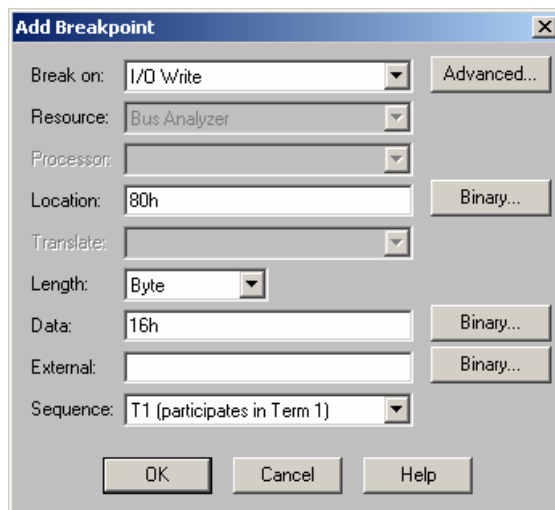 Add Breakpoint
Break on: I/O Write Advanced...
Resource: Bus Analyzer
Processor:
Location: 80h Binary...
Translate:
Length: Byte
Data: 16h Binary...
External: Binary...
Sequence: T1 (participates in Term 1)
OK Cancel Help